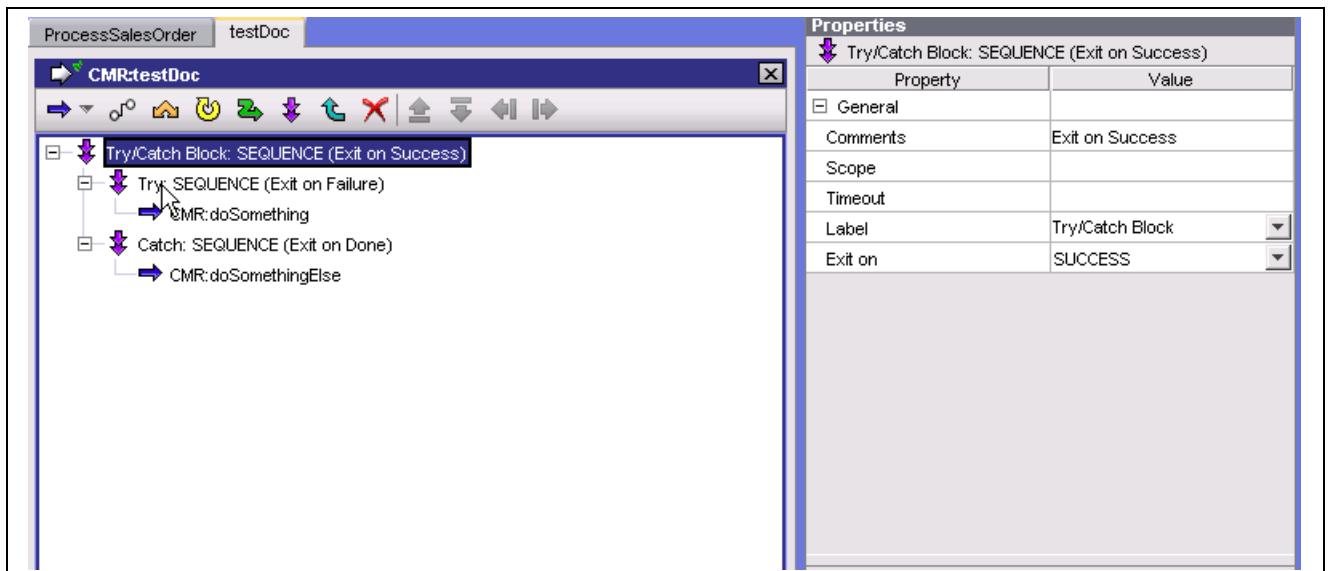 ProcessSalesOrder testDoc
CMR:testDoc
Try/Catch Block: SEQUENCE (Exit on Success)
Try: SEQUENCE (Exit on Failure)
CMR:doSomething
Catch: SEQUENCE (Exit on Done)
CMR:doSomethingElse
Properties
Try/Catch Block: SEQUENCE (Exit on Success)
Property Value
General
Comments Exit on Success
Scope
Timeout
Label Try/Catch Block
Exit on SUCCESS